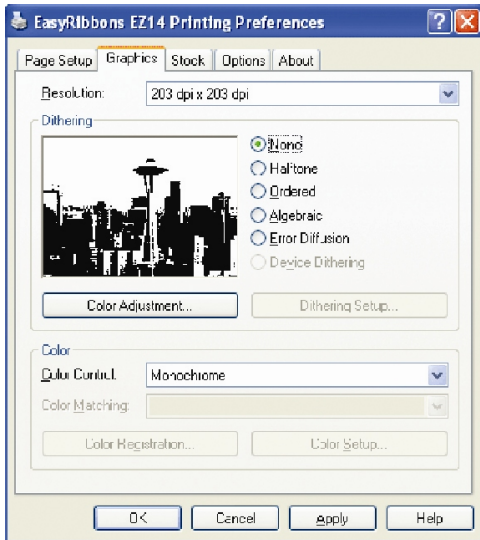 EasyRibbons EZ14 Printing Preferences
Page Setup Graphics Stock Options About
Resolution: 203 dpi x 203 dpi
Dithering
None
Halftone
Ordered
Algebraic
Error Diffusion
Device Dithering
Color Adjustment... Dithering Setup...
Color
Color Control: Monochrome
Color Matching:
Color Registration... Color Setup...
OK Cancel Apply Help